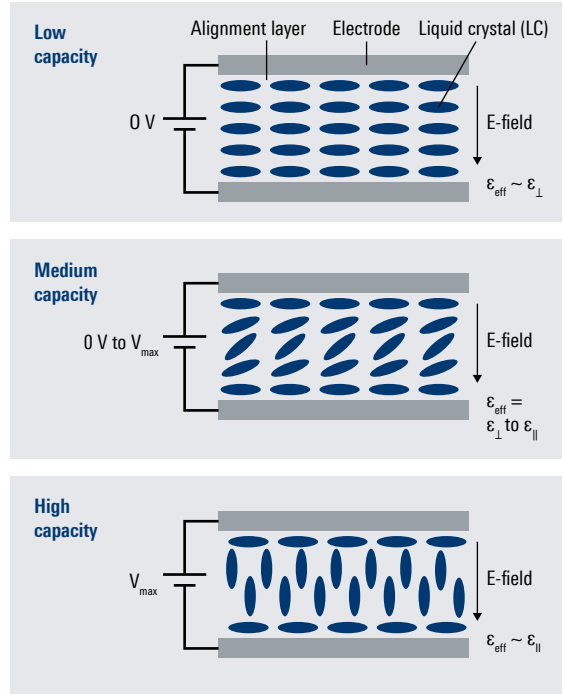 Low
capacity
Alignment layer
Electrode
Liquid crystal (LC)
0 V
E-field
ε_eff ~ ε_⊥
Medium
capacity
0 V to V_max
E-field
ε_eff =
ε_⊥ to ε_||
High
capacity
V_max
E-field
ε_eff ~ ε_||